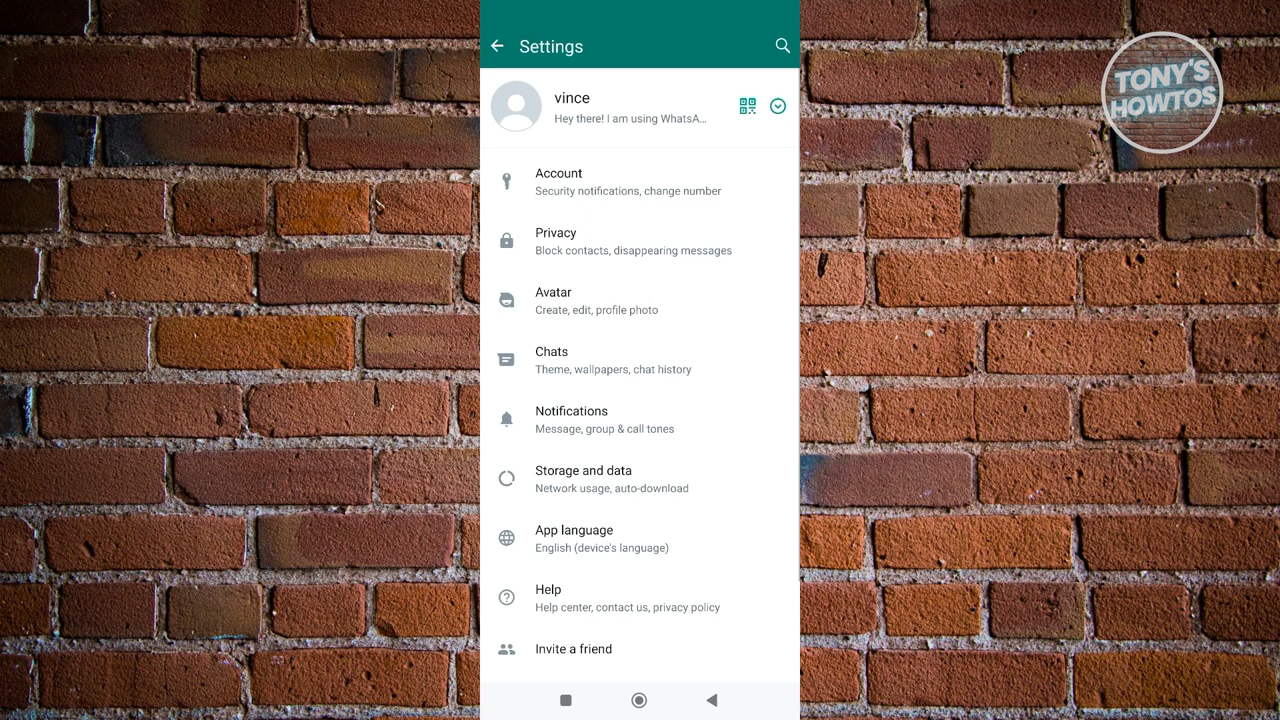 Settings
TONY'S
HOWTOS
vince
Hey there! I am using WhatsA...
Account
Security notifications, change number
Privacy
Block contacts, disappearing messages
Avatar
Create, edit, profile photo
Chats
Theme, wallpapers, chat history
Notifications
Message, group & call tones
Storage and data
Network usage, auto-download
App language
English (device's language)
Help
Help center, contact us, privacy policy
Invite a friend